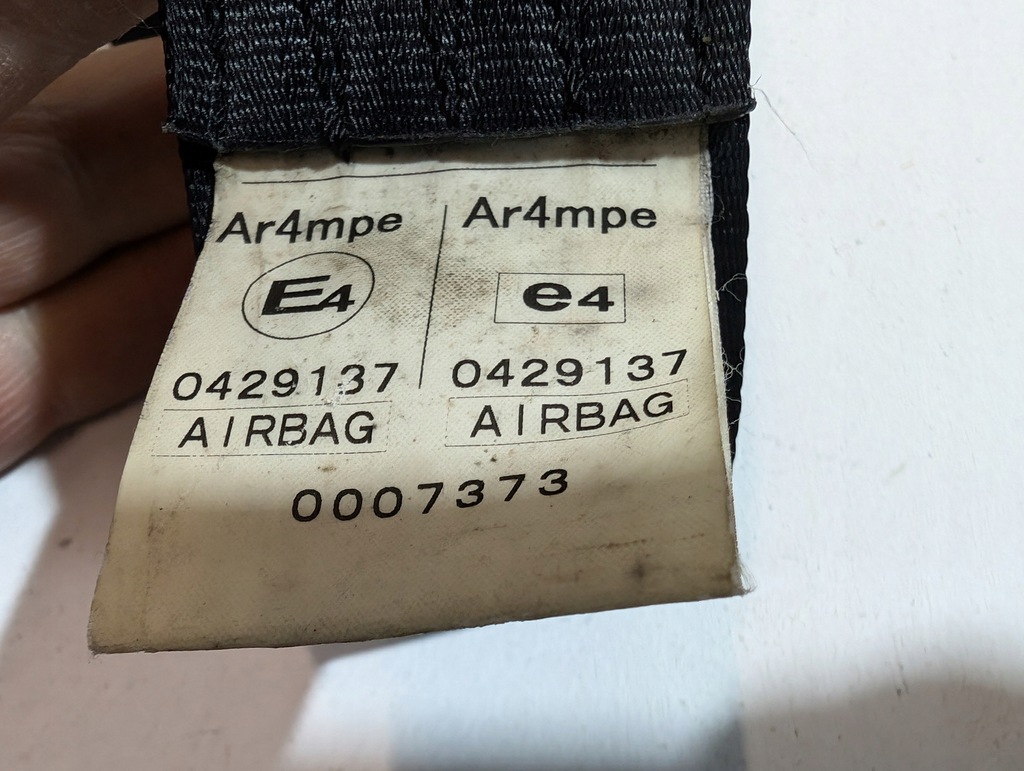 Ar4mpe Ar4mpe
E4 e4
0429137 0429137
AIRBAG AIRBAG
0007373